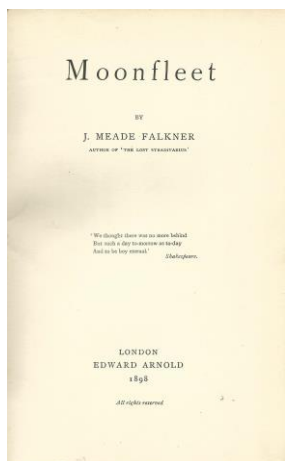 Moonfleet
BY
J. MEADE FALKNER
AUTHOR OF 'THE LOST STRADIVARIUS'
'We thought there was no more behind
But such a day to-morrow as to-day
And to be boy eternal.'
Shakespeare.
LONDON
EDWARD ARNOLD
1898
All rights reserved